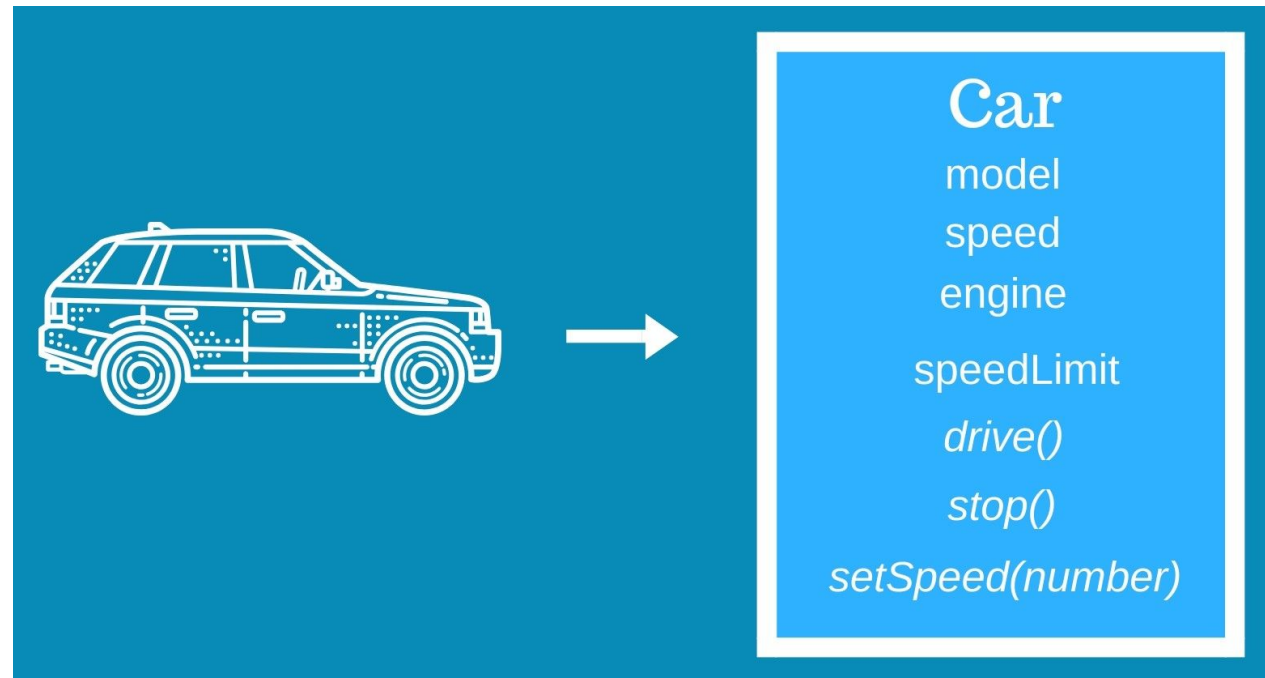 Car
model
speed
engine
speedLimit
drive()
stop()
setSpeed(number)